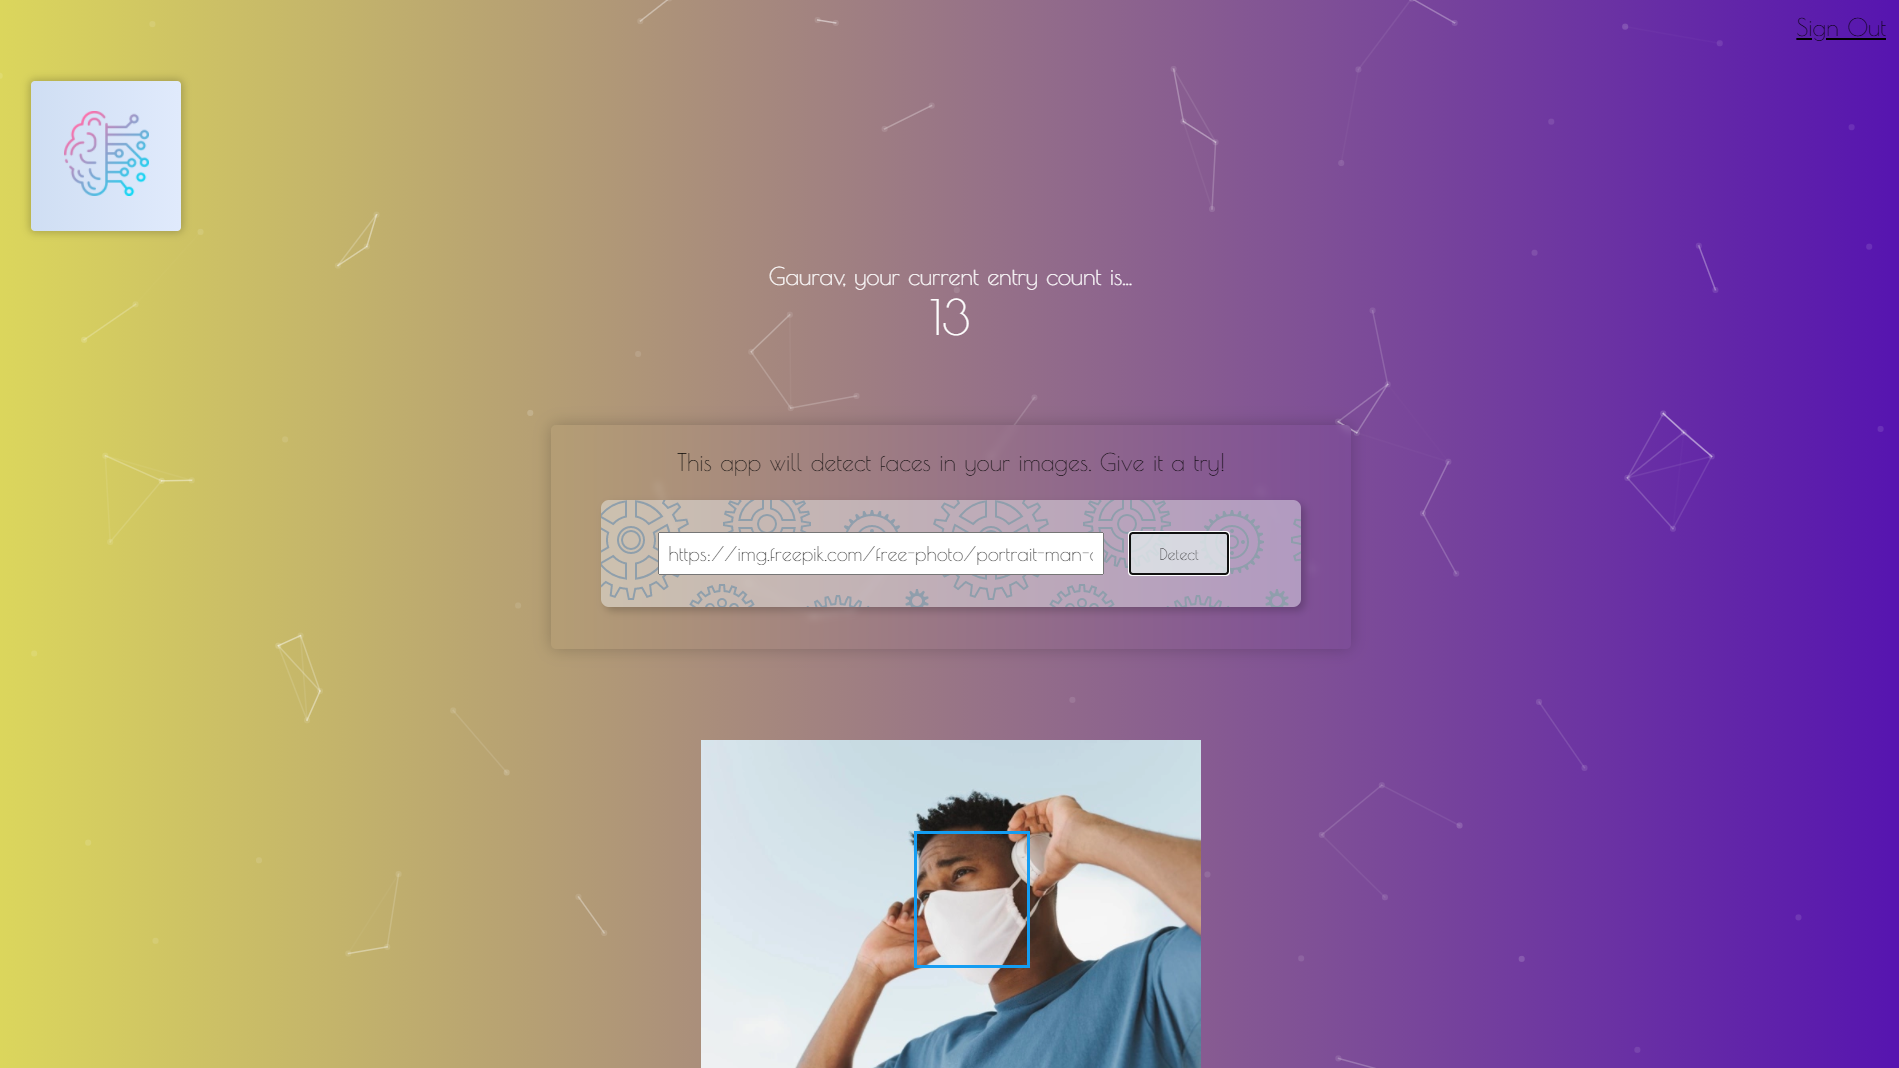 Sign Out
Gaurav, your current entry count is...
13
This app will detect faces in your images. Give it a try!
https://img.freepik.com/free-photo/portrait-man-
Detect